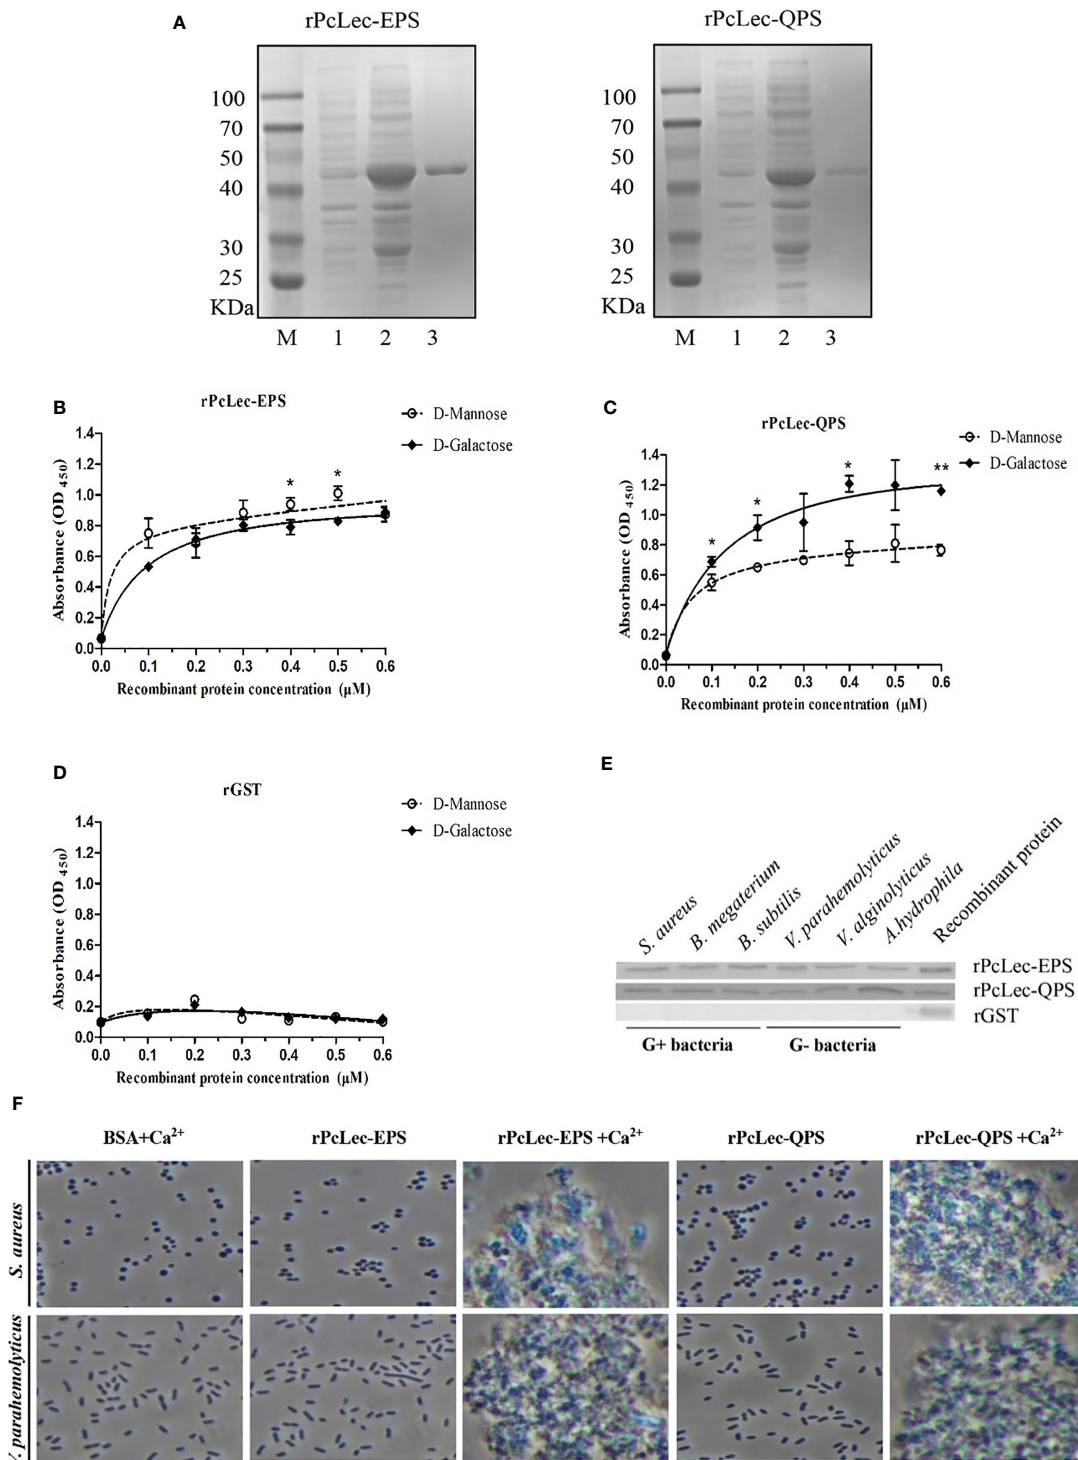 A
rPcLec-EPS
rPcLec-QPS
100
70
50
40
30
25
KDa
M 1 2 3
100
70
50
40
30
25
KDa
M 1 2 3
B
rPcLec-EPS
D-Mannose
D-Galactose
Absorbance (OD 450)
1.4
1.2
1.0
0.8
0.6
0.4
0.2
0.0
* *
0.0 0.1 0.2 0.3 0.4 0.5 0.6
Recombinant protein concentration (µM)
C
rPcLec-QPS
D-Mannose
D-Galactose
Absorbance (OD 450)
1.4
1.2
1.0
0.8
0.6
0.4
0.2
0.0
* * * **
0.0 0.1 0.2 0.3 0.4 0.5 0.6
Recombinant protein concentration (µM)
D
rGST
D-Mannose
D-Galactose
Absorbance (OD 450)
1.4
1.2
1.0
0.8
0.6
0.4
0.2
0.0
0.0 0.1 0.2 0.3 0.4 0.5 0.6
Recombinant protein concentration (µM)
E
S. aureus
B. megaterium
B. subtilis
V. parahemolyticus
V. alginolyticus
A.hydrophila
Recombinant protein
rPcLec-EPS
rPcLec-QPS
rGST
G+ bacteria
G- bacteria
F
BSA+Ca2+
rPcLec-EPS
rPcLec-EPS +Ca2+
rPcLec-QPS
rPcLec-QPS +Ca2+
S. aureus
V. parahemolyticus